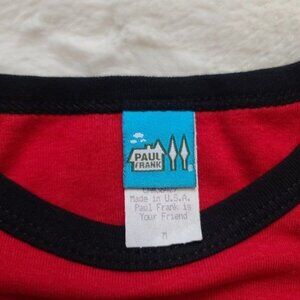 PAUL
FRANK
Made in U.S.A.
Paul Frank is
Your Friend
M